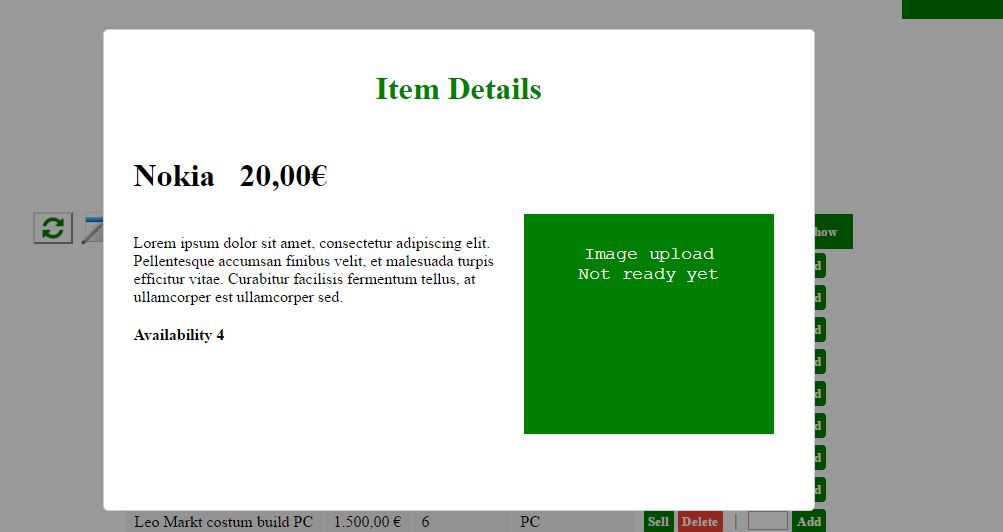 Item Details
Nokia 20,00€
Lorem ipsum dolor sit amet, consectetur adipiscing elit.
Pellentesque accumsan finibus velit, et malesuada turpis
efficitur vitae. Curabitur facilisis fermentum tellus, at
ullamcorper est ullamcorper sed.
Availability 4
Image upload
Not ready yet
how
d
d
d
d
d
d
d
d
Leo Markt costum build PC 1.500,00 € 6 PC Sell Delete | Add